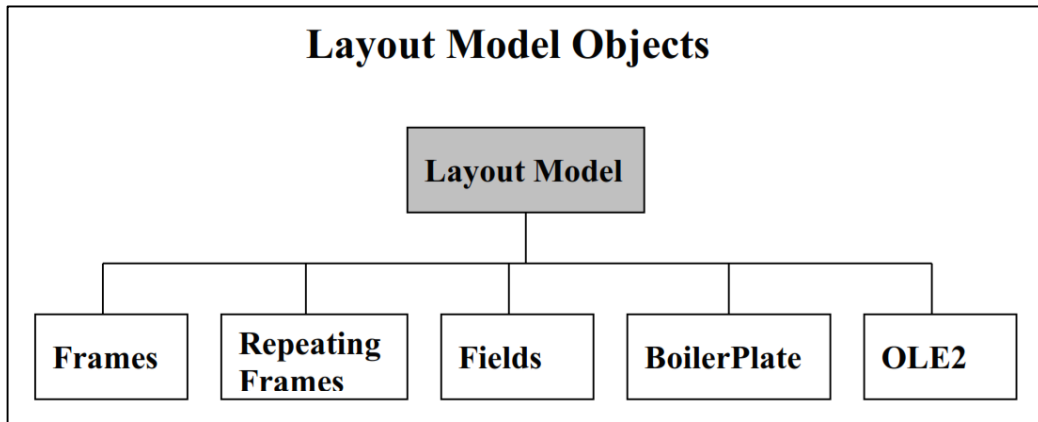 Layout Model Objects
Layout Model
Frames
Repeating
Frames
Fields
BoilerPlate
OLE2